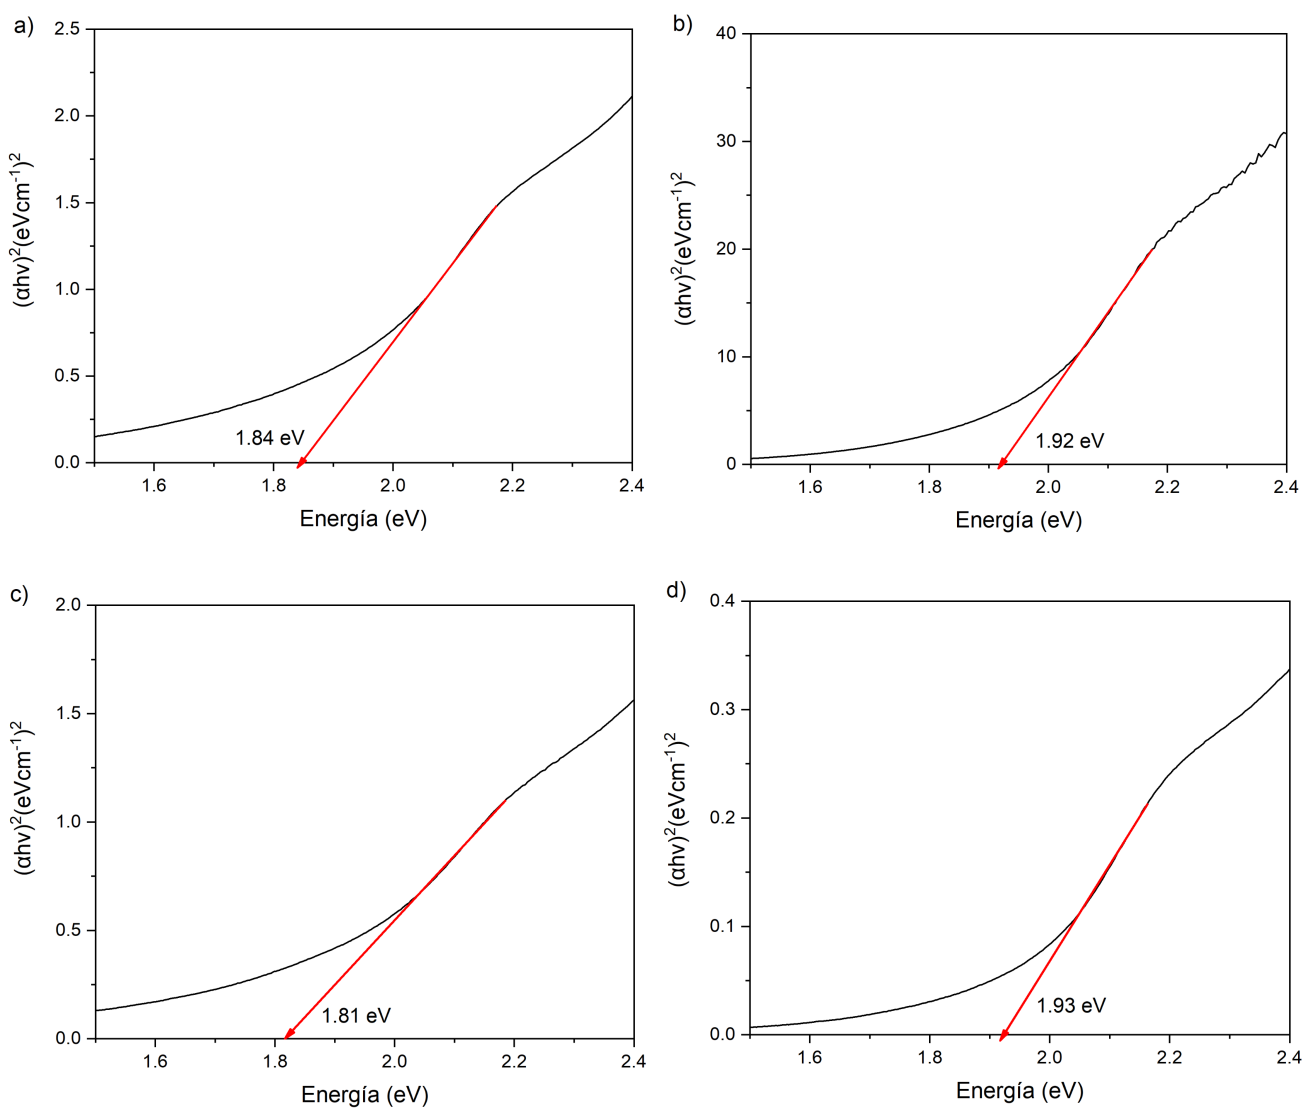 a)
2.5
2.0
1.5
1.0
0.5
0.0
(αhv)²(eVcm⁻¹)²
1.84 eV
1.6 1.8 2.0 2.2 2.4
Energía (eV)
b)
40
30
20
10
0
(αhv)²(eVcm⁻¹)²
1.92 eV
1.6 1.8 2.0 2.2 2.4
Energía (eV)
c)
2.0
1.5
1.0
0.5
0.0
(αhv)²(eVcm⁻¹)²
1.81 eV
1.6 1.8 2.0 2.2 2.4
Energía (eV)
d)
0.4
0.3
0.2
0.1
0.0
(αhv)²(eVcm⁻¹)²
1.93 eV
1.6 1.8 2.0 2.2 2.4
Energía (eV)